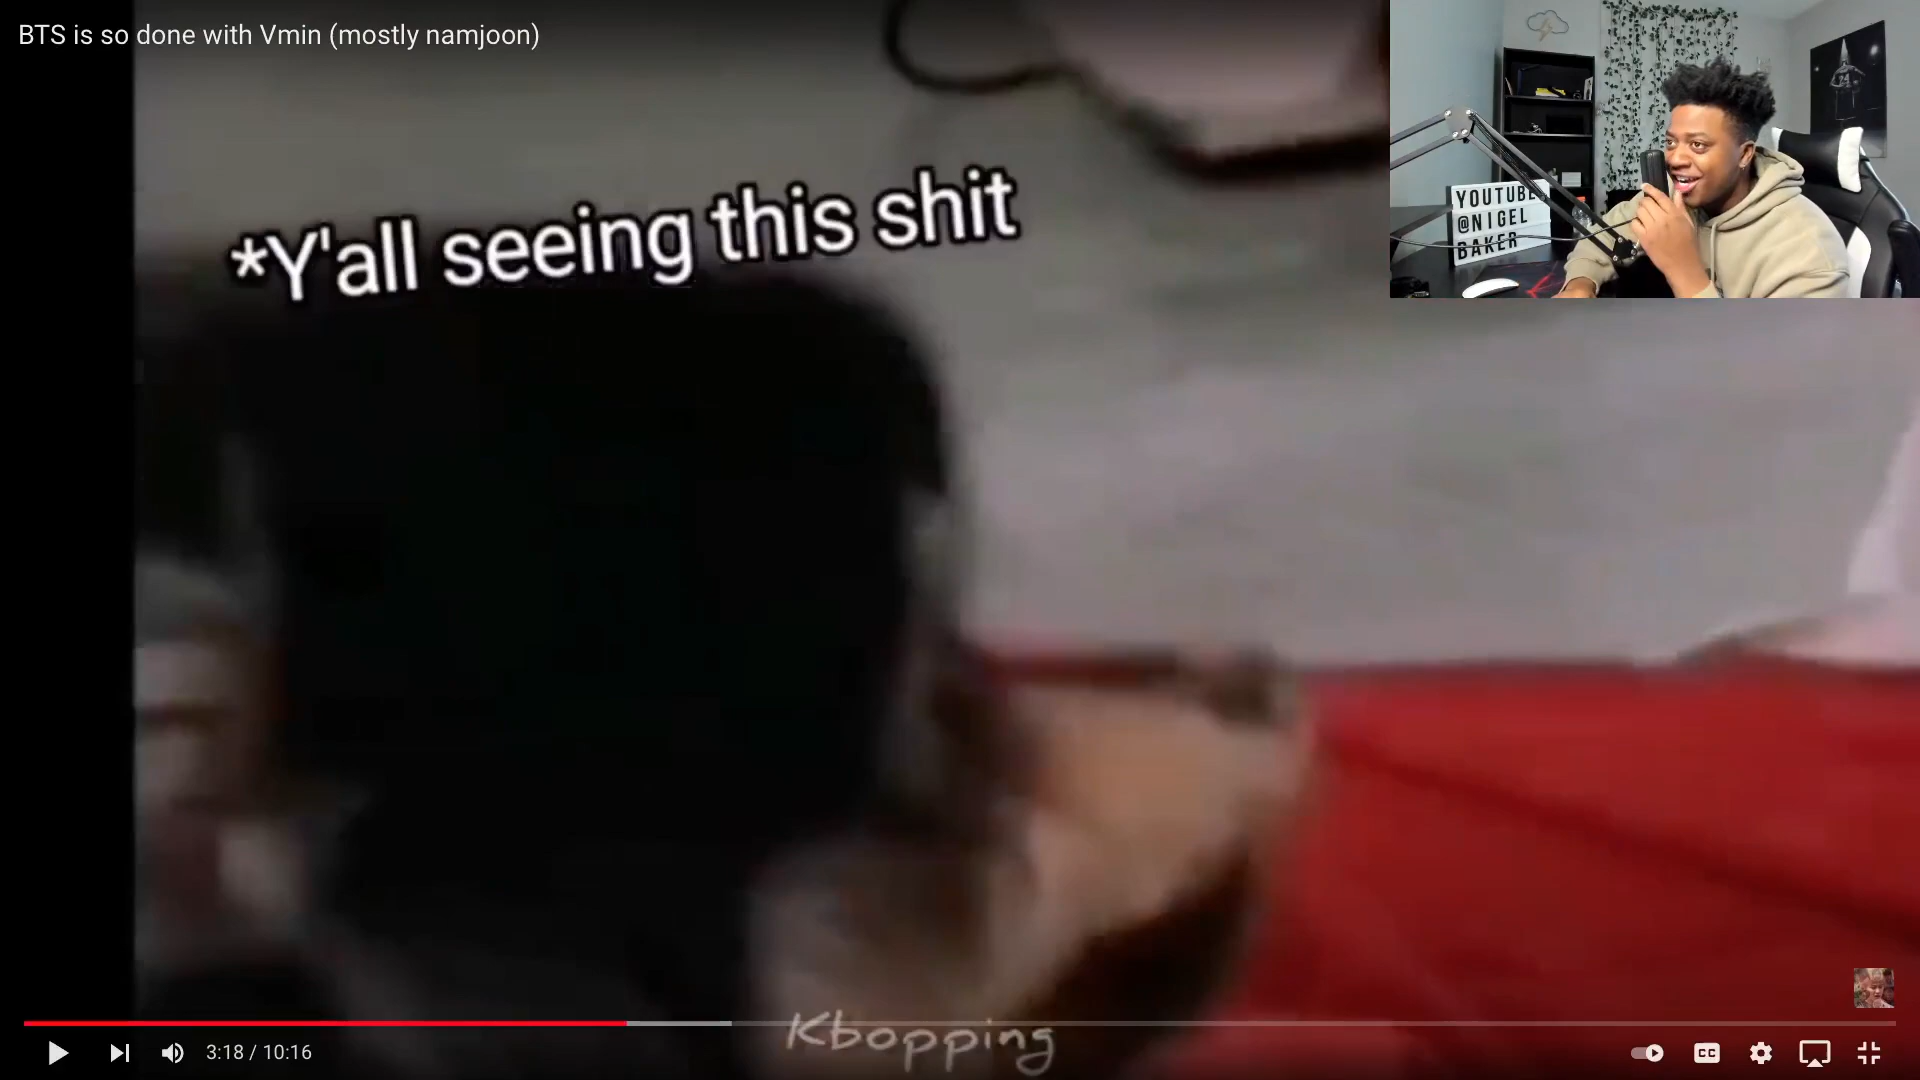 BTS is so done with Vmin (mostly namjoon)
*Y'all seeing this shit
YOUTUBE
@NIGEL
BAKER
Kbopping
3:18 / 10:16
CC